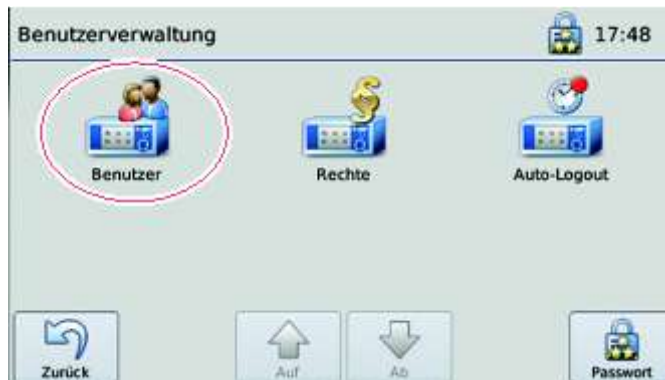 Benutzerverwaltung 17:48
Benutzer Rechte Auto-Logout
Zurück Auf Ab Passwort